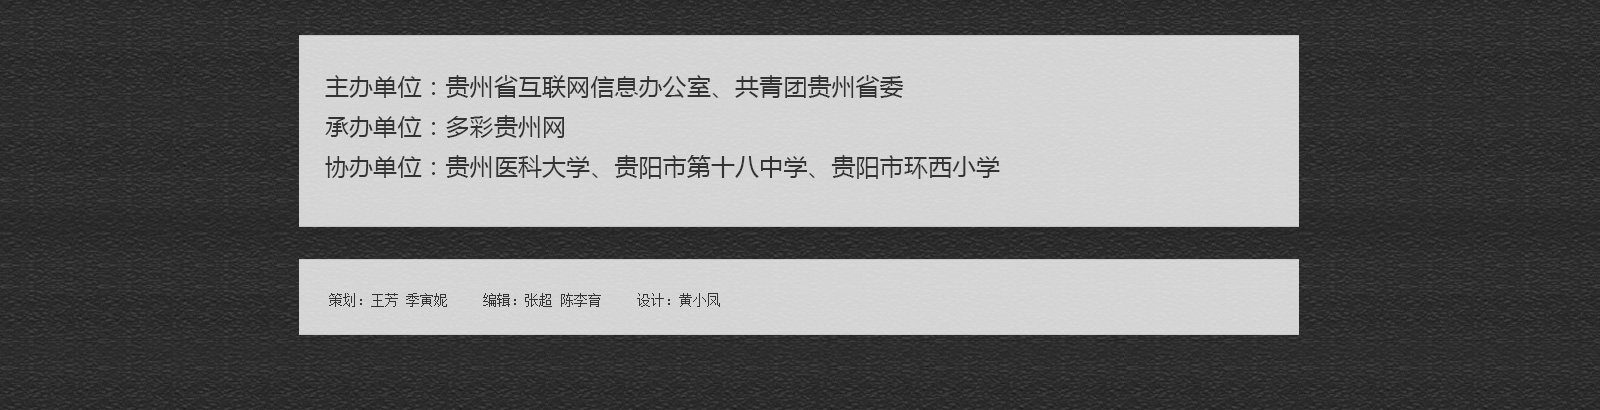 主办单位：贵州省互联网信息办公室、共青团贵州省委
承办单位：多彩贵州网
协办单位：贵州医科大学、贵阳市第十八中学、贵阳市环西小学
策划：王芳 季寅妮 编辑：张超 陈李育 设计：黄小凤